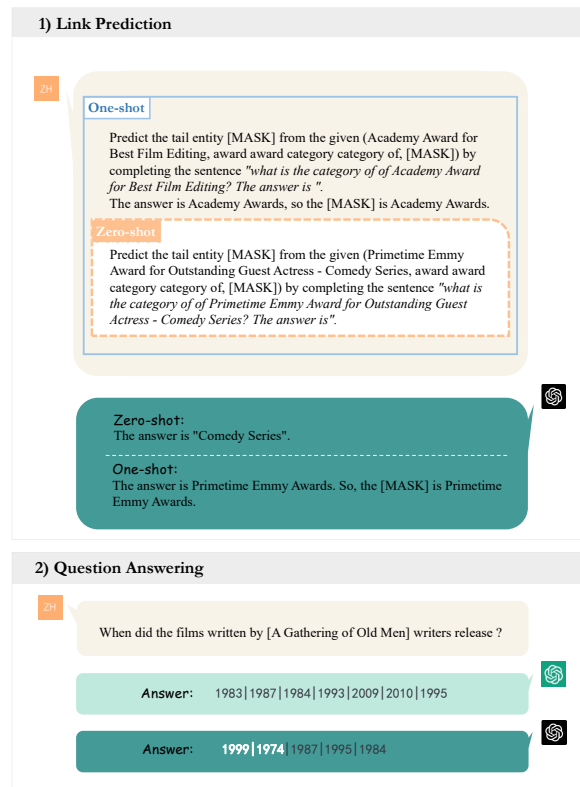 1) Link Prediction
ZH
One-shot
Predict the tail entity [MASK] from the given (Academy Award for
Best Film Editing, award award category category of, [MASK]) by
completing the sentence "what is the category of of Academy Award
for Best Film Editing? The answer is ".
The answer is Academy Awards, so the [MASK] is Academy Awards.
Zero-shot
Predict the tail entity [MASK] from the given (Primetime Emmy
Award for Outstanding Guest Actress - Comedy Series, award award
category category of, [MASK]) by completing the sentence "what is
the category of of Primetime Emmy Award for Outstanding Guest
Actress - Comedy Series? The answer is".
Zero-shot:
The answer is "Comedy Series".
One-shot:
The answer is Primetime Emmy Awards. So, the [MASK] is Primetime
Emmy Awards.
2) Question Answering
ZH
When did the films written by [A Gathering of Old Men] writers release ?
Answer: 1983|1987|1984|1993|2009|2010|1995
Answer: 1999|1974|1987|1995|1984